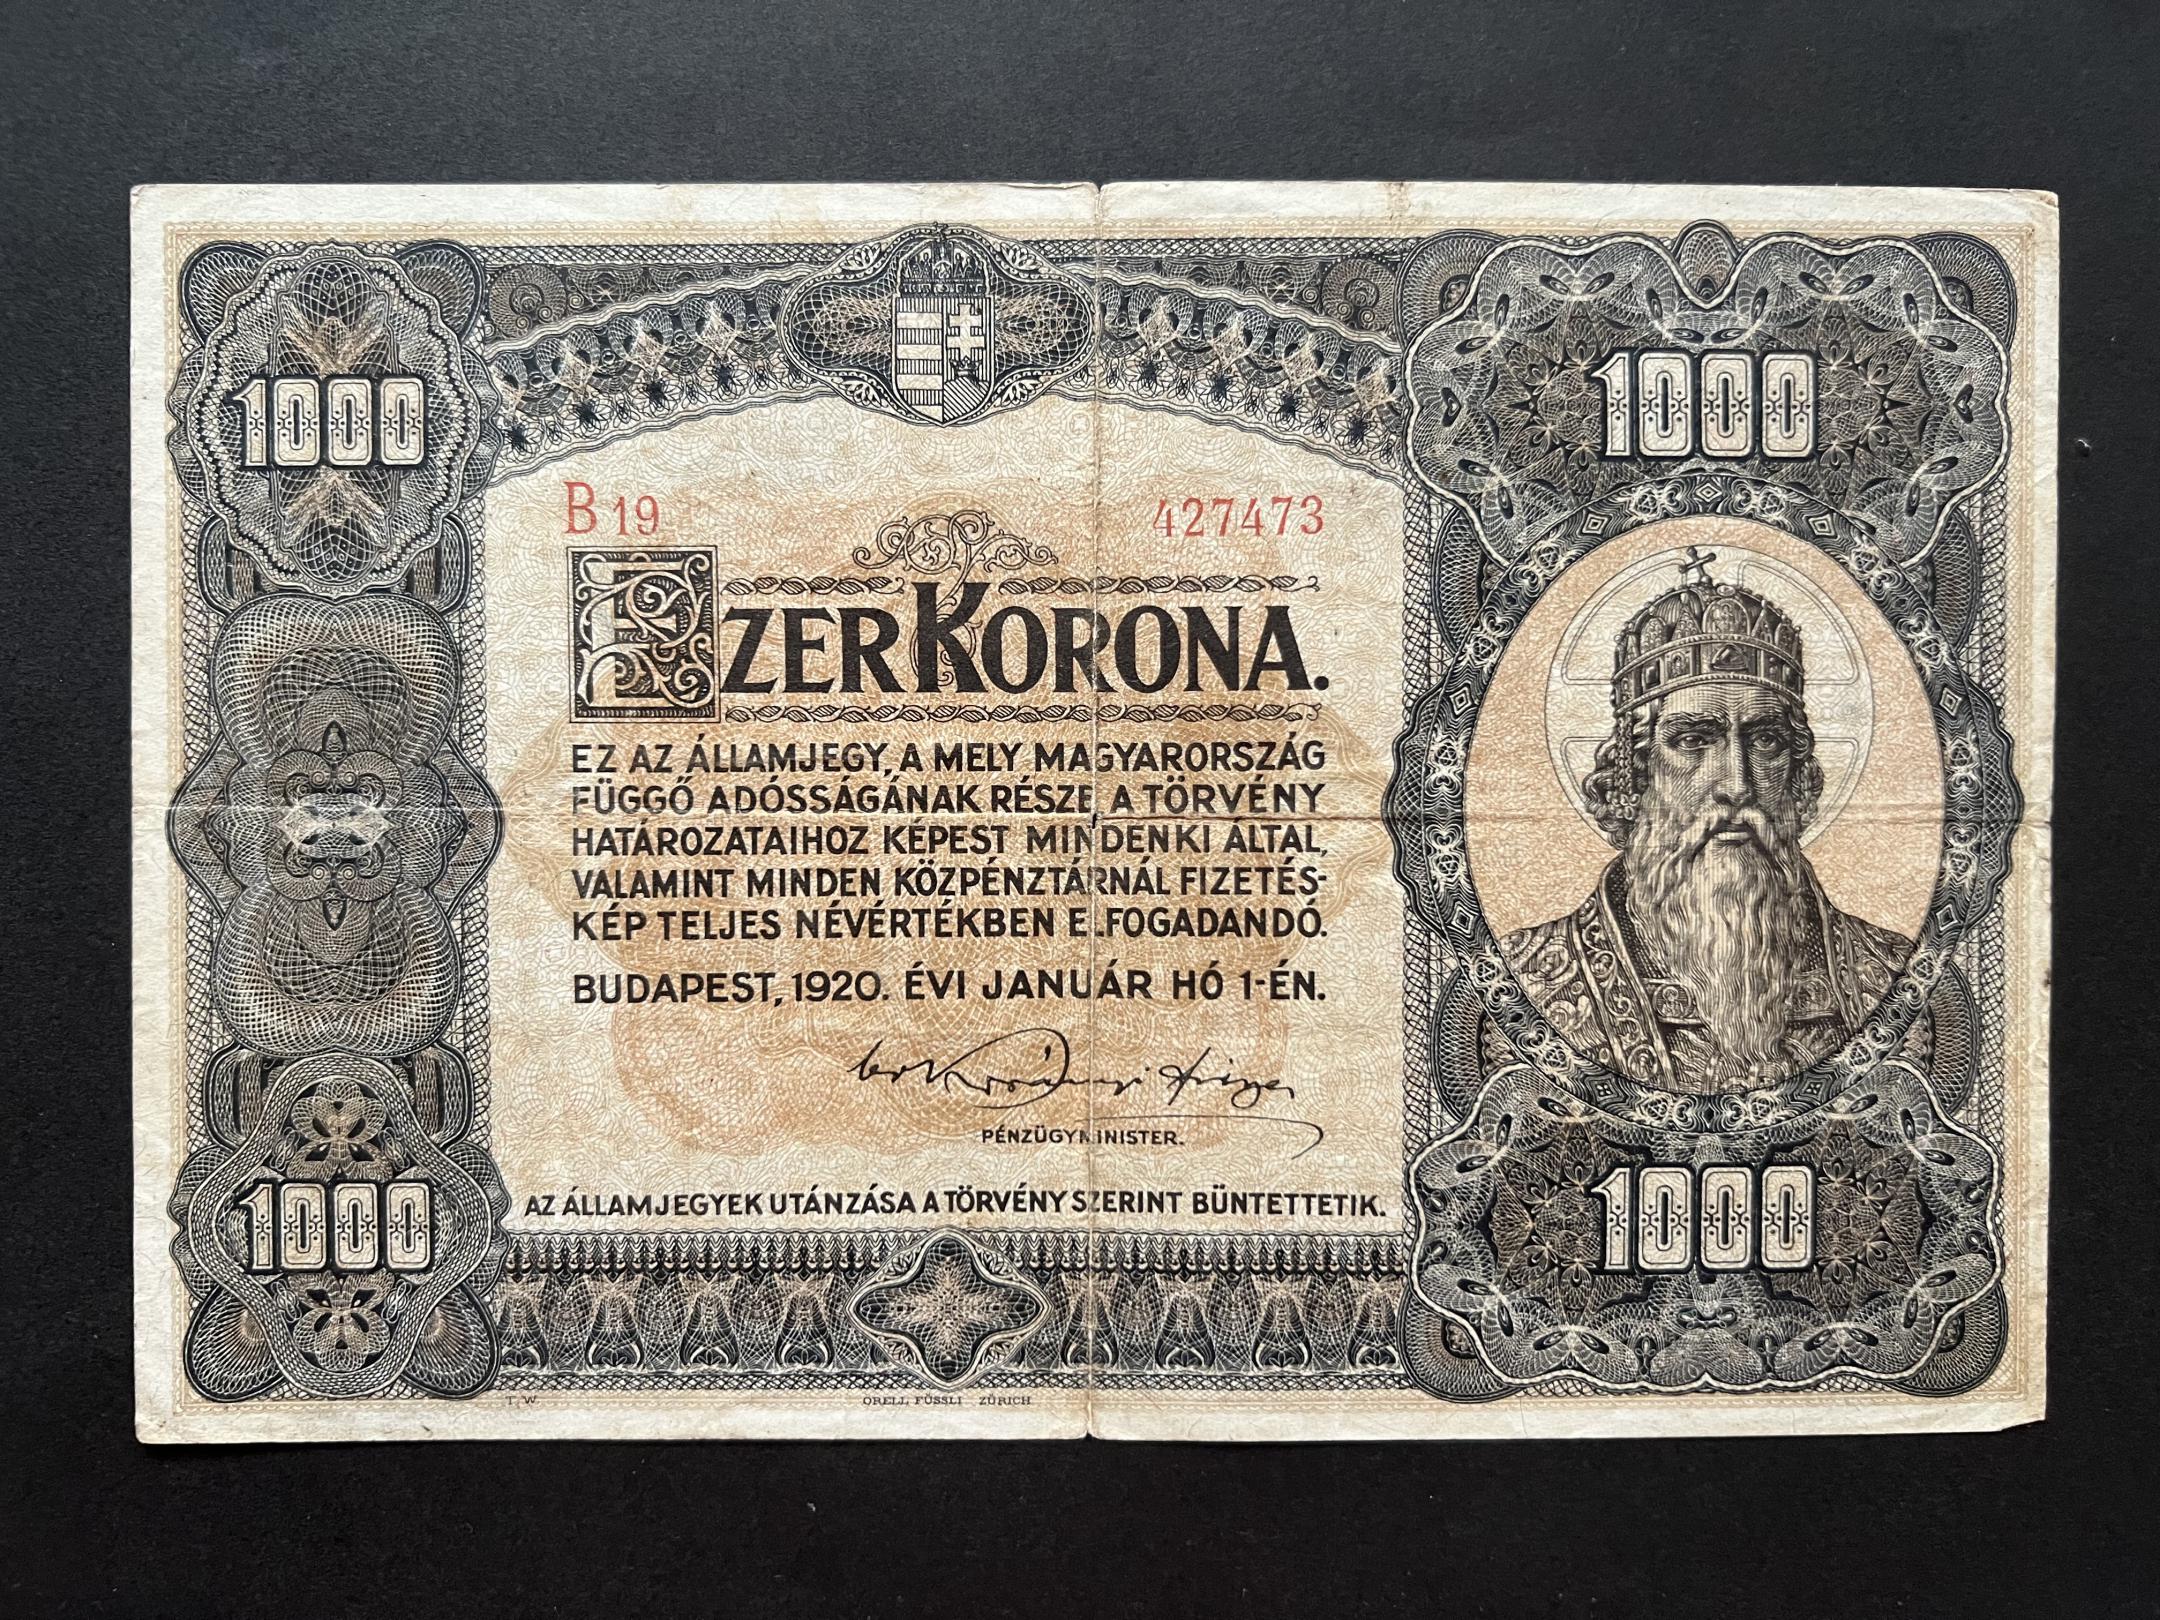 1000
1000
B 19
427473
EZER KORONA.
EZ AZ ÁLLAMJEGY, A MELY MAGYARORSZÁG
FÜGGŐ ADÓSSÁGÁNAK RÉSZE, A TÖRVÉNY
HATÁROZATAIHOZ KÉPEST MINDENKI ÁLTAL,
VALAMINT MINDEN KÖZPÉNZTÁRNÁL FIZETÉS-
KÉP TELJES NÉVÉRTÉKBEN ELFOGADANDÓ.
BUDAPEST, 1920. ÉVI JANUÁR HÓ 1-ÉN.
PÉNZÜGYMINISTER.
AZ ÁLLAMJEGYEK UTÁNZÁSA A TÖRVÉNY SZERINT BÜNTETTETIK.
1000
1000
T. W.
ORELL FÜSSLI ZÜRICH